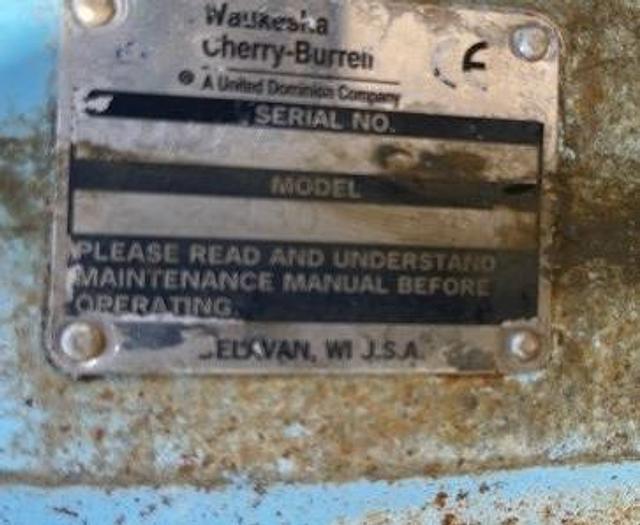 Waukesha
Cherry-Burrell
® A United Dominion Company
SERIAL NO.
MODEL
PLEASE READ AND UNDERSTAND
MAINTENANCE MANUAL BEFORE
OPERATING.
DELAVAN, WI U.S.A.
CE